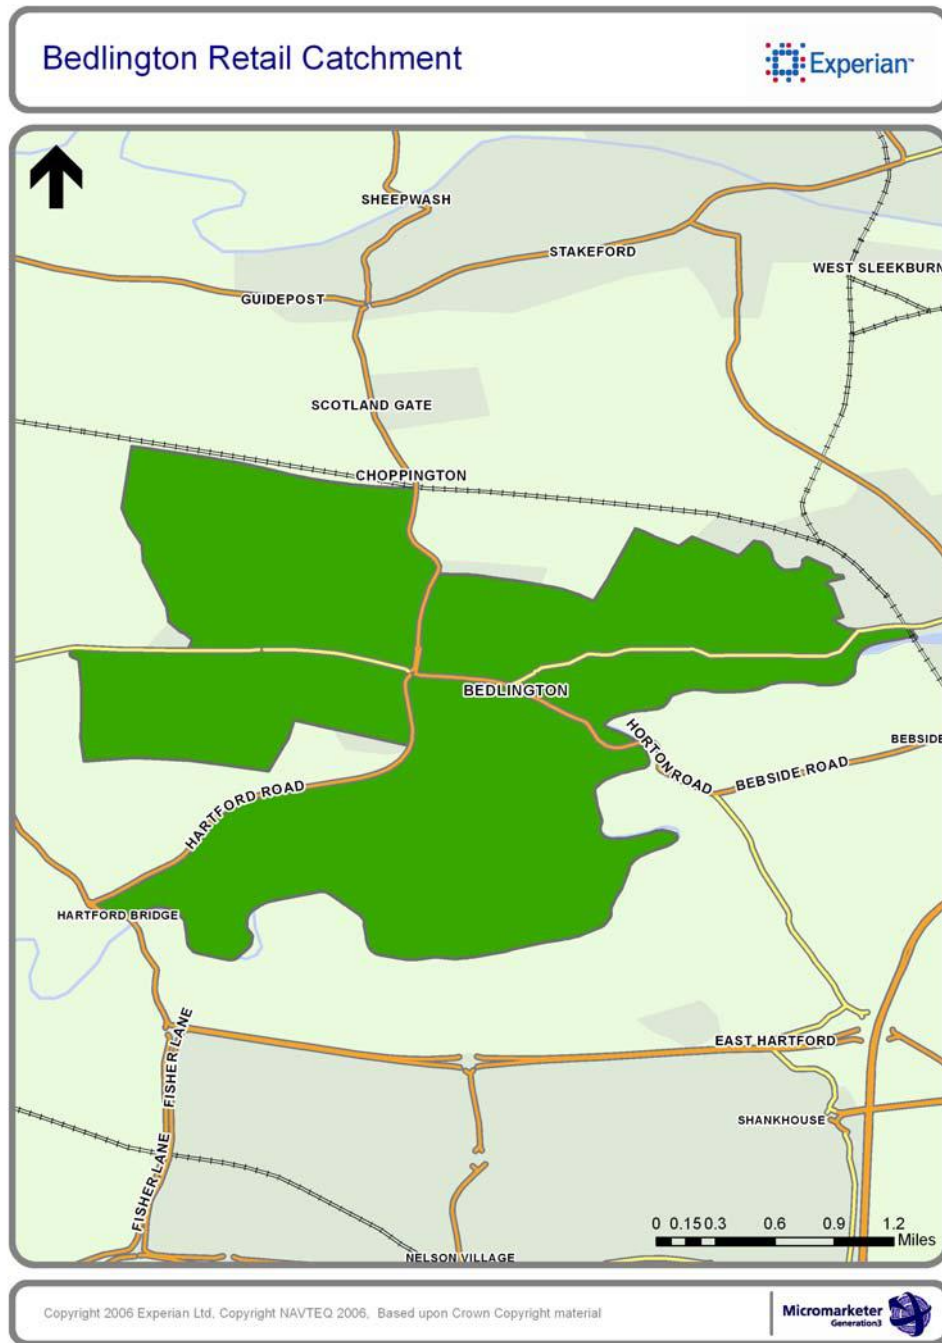 Bedlington Retail Catchment
Experian™
SHEEPWASH
STAKEFORD
WEST SLEEKBURN
GUIDEPOST
SCOTLAND GATE
CHOPPINGTON
BEDLINGTON
HORTON ROAD
BEBSIDE
BEBSIDE ROAD
HARTFORD ROAD
HARTFORD BRIDGE
FISHER LANE
EAST HARTFORD
SHANKHOUSE
FISHER LANE
NELSON VILLAGE
0 0.15 0.3 0.6 0.9 1.2
Miles
Copyright 2006 Experian Ltd, Copyright NAVTEQ 2006, Based upon Crown Copyright material
Micromarketer
Generation3